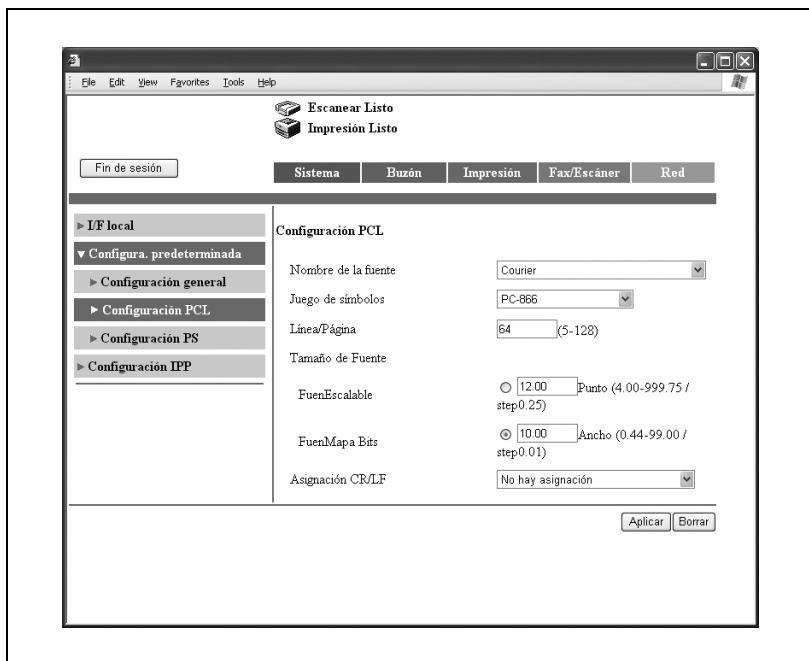 File Edit View Favorites Tools Help
Escanear Listo
Impresión Listo
Fin de sesión
Sistema Buzón Impresión Fax/Escáner Red
I/F local
Configura. predeterminada
Configuración general
Configuración PCL
Configuración PS
Configuración IPP
Configuración PCL
Nombre de la fuente Courier
Juego de símbolos PC-866
Línea/Página 64 (5-128)
Tamaño de Fuente
FuenEscalable 12.00 Punto (4.00-999.75 /
step0.25)
FuenMapa Bits 10.00 Ancho (0.44-99.00 /
step0.01)
Asignación CR/LF No hay asignación
Aplicar Borrar